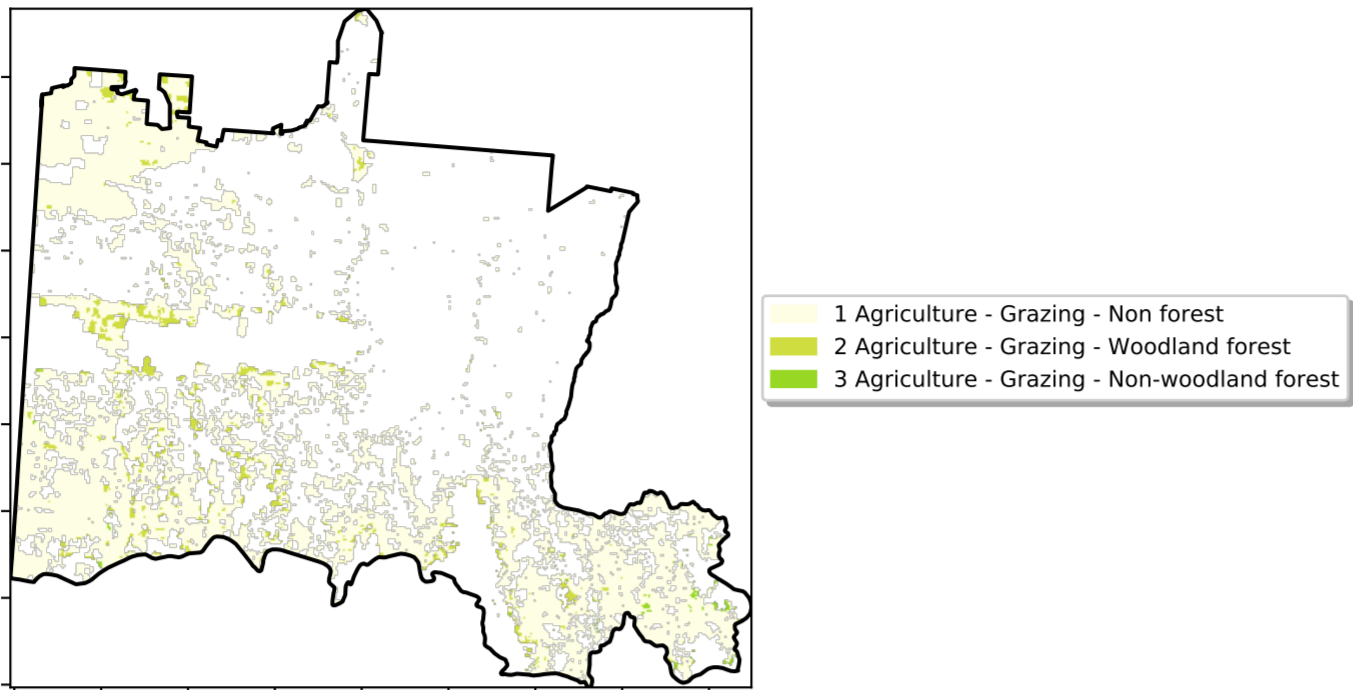 1 Agriculture - Grazing - Non forest
2 Agriculture - Grazing - Woodland forest
3 Agriculture - Grazing - Non-woodland forest